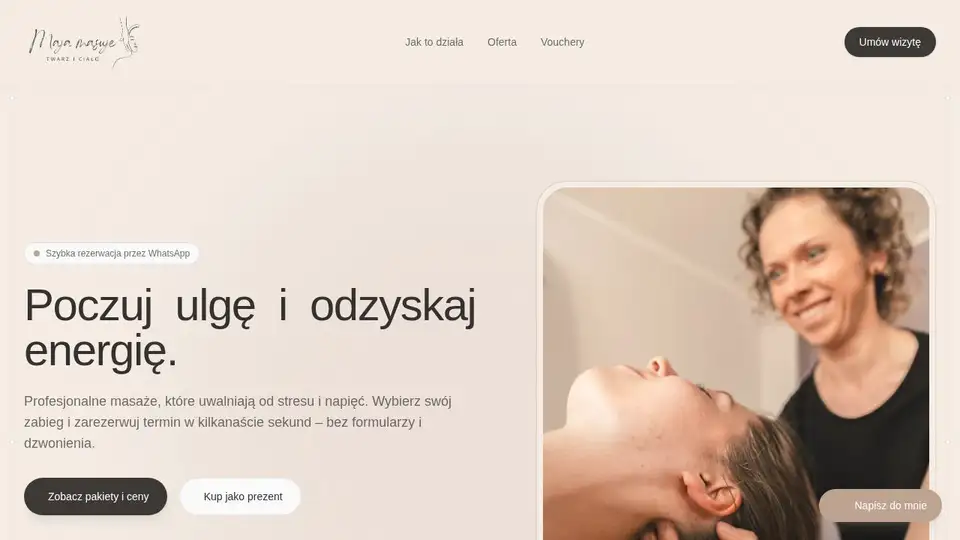 Maja masuje
TWARZ I CIAŁO
Jak to działa
Oferta
Vouchery
Umów wizytę
Szybka rezerwacja przez WhatsApp
Poczuj ulgę i odzyskaj
energię.
Profesjonalne masaże, które uwalniają od stresu i napięć. Wybierz swój
zabieg i zarezerwuj termin w kilkanaście sekund – bez formularzy i
dzwonienia.
Zobacz pakiety i ceny
Kup jako prezent
Napisz do mnie